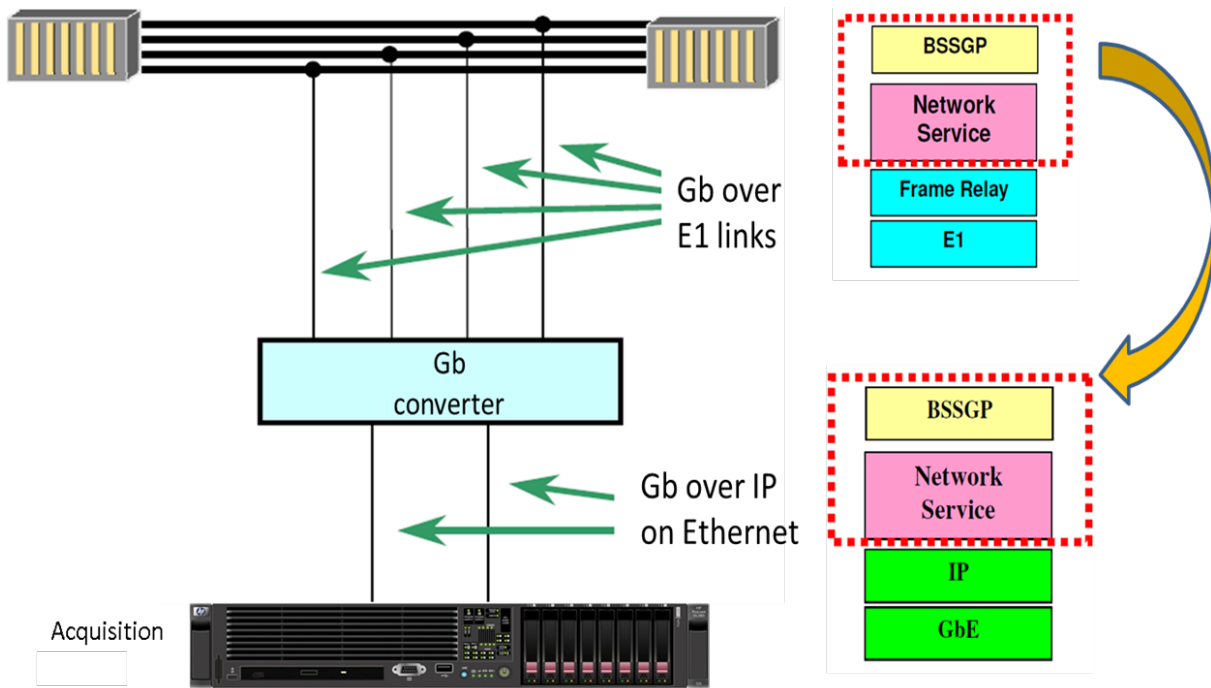 BSSGP
Network
Service
Frame Relay
E1
Gb over
E1 links
Gb
converter
Gb over IP
on Ethernet
BSSGP
Network
Service
IP
GbE
Acquisition
hp